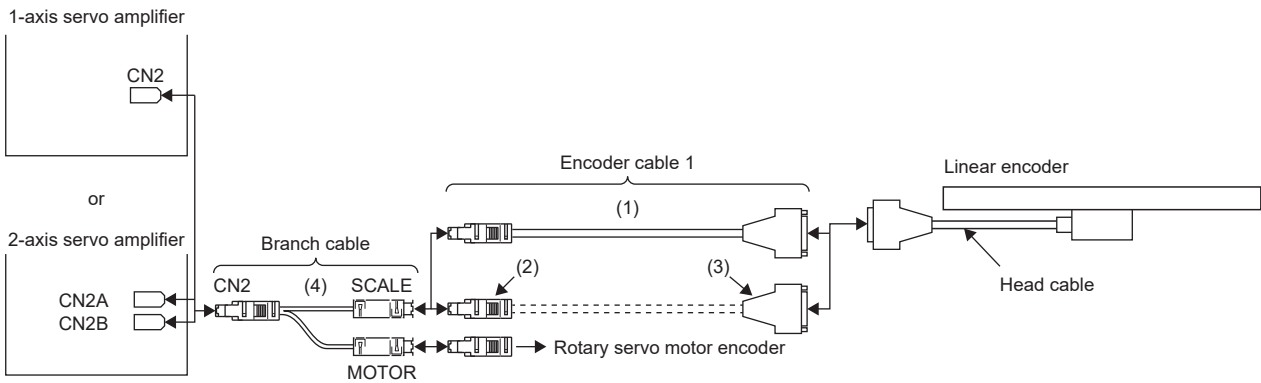 1-axis servo amplifier
CN2
or
2-axis servo amplifier
CN2A
CN2B
Branch cable
CN2
(4)
SCALE
MOTOR
Encoder cable 1
(1)
(2)
(3)
Rotary servo motor encoder
Linear encoder
Head cable